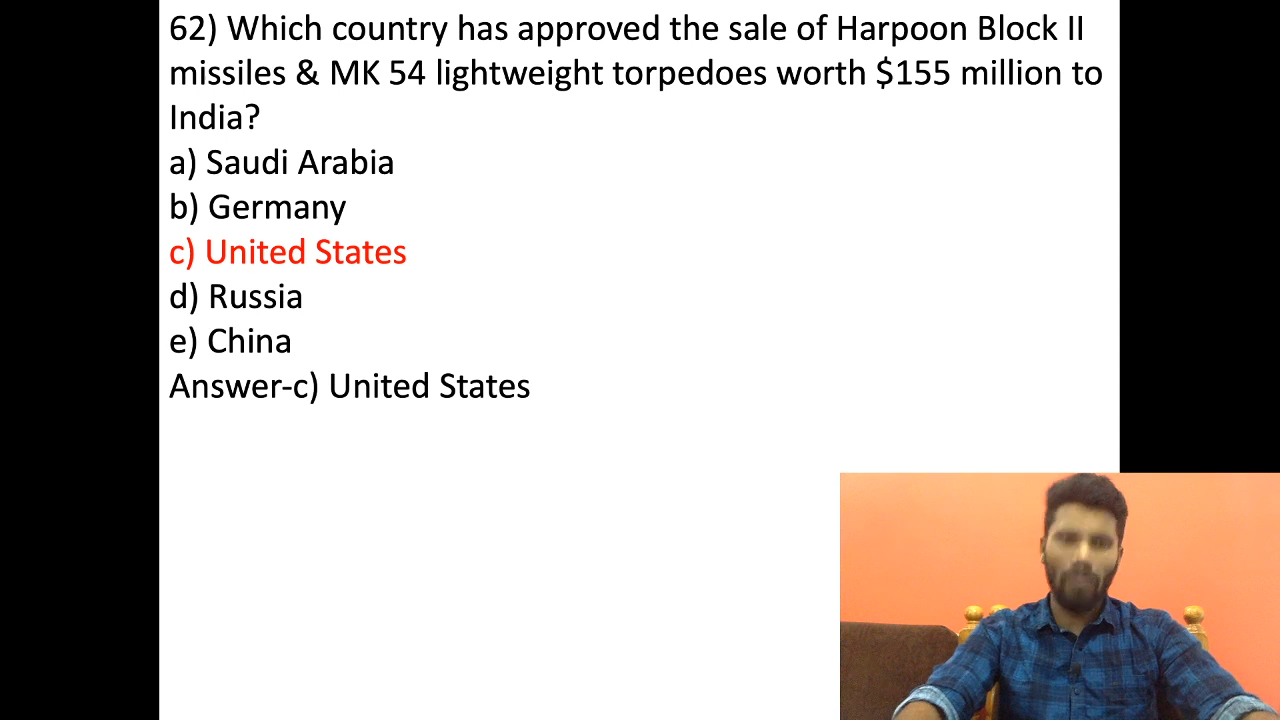 62) Which country has approved the sale of Harpoon Block II
missiles & MK 54 lightweight torpedoes worth $155 million to
India?
a) Saudi Arabia
b) Germany
c) United States
d) Russia
e) China
Answer-c) United States